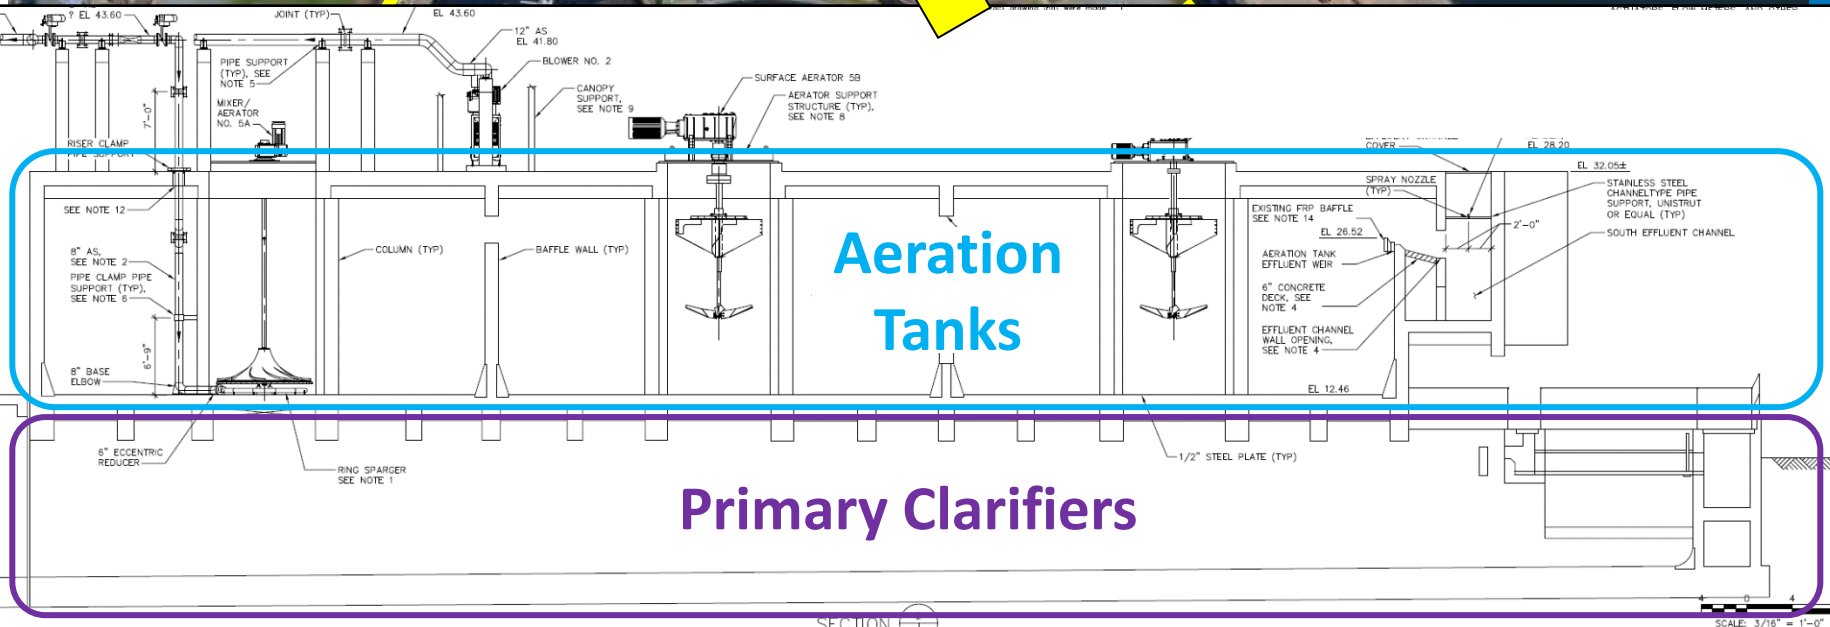 ? EL 43.60
JOINT (TYP)
EL 43.60
12" AS
EL 41.80
BLOWER NO. 2
PIPE SUPPORT
(TYP), SEE
NOTE 5
MIXER/
AERATOR
NO. 5A
7'-0"
RISER CLAMP
PIPE SUPPORT
CANOPY
SUPPORT,
SEE NOTE 9
SURFACE AERATOR 5B
AERATOR SUPPORT
STRUCTURE (TYP),
SEE NOTE 8
COVER
EL 28.20
EL 32.05±
SPRAY NOZZLE
(TYP)
STAINLESS STEEL
CHANNELTYPE PIPE
SUPPORT, UNISTRUT
OR EQUAL (TYP)
2'-0"
SOUTH EFFLUENT CHANNEL
SEE NOTE 12
EXISTING FRP BAFFLE
SEE NOTE 14
EL 26.52
8" AS,
SEE NOTE 2
PIPE CLAMP PIPE
SUPPORT (TYP),
SEE NOTE 6
COLUMN (TYP)
BAFFLE WALL (TYP)
Aeration
Tanks
AERATION TANK
EFFLUENT WEIR
6" CONCRETE
DECK, SEE
NOTE 4
EFFLUENT CHANNEL
WALL OPENING,
SEE NOTE 4
6'-9"
8" BASE
ELBOW
EL 12.46
6" ECCENTRIC
REDUCER
RING SPARGER
SEE NOTE 1
1/2" STEEL PLATE (TYP)
Primary Clarifiers
SECTION
4 0 4
SCALE: 3/16" = 1'-0"